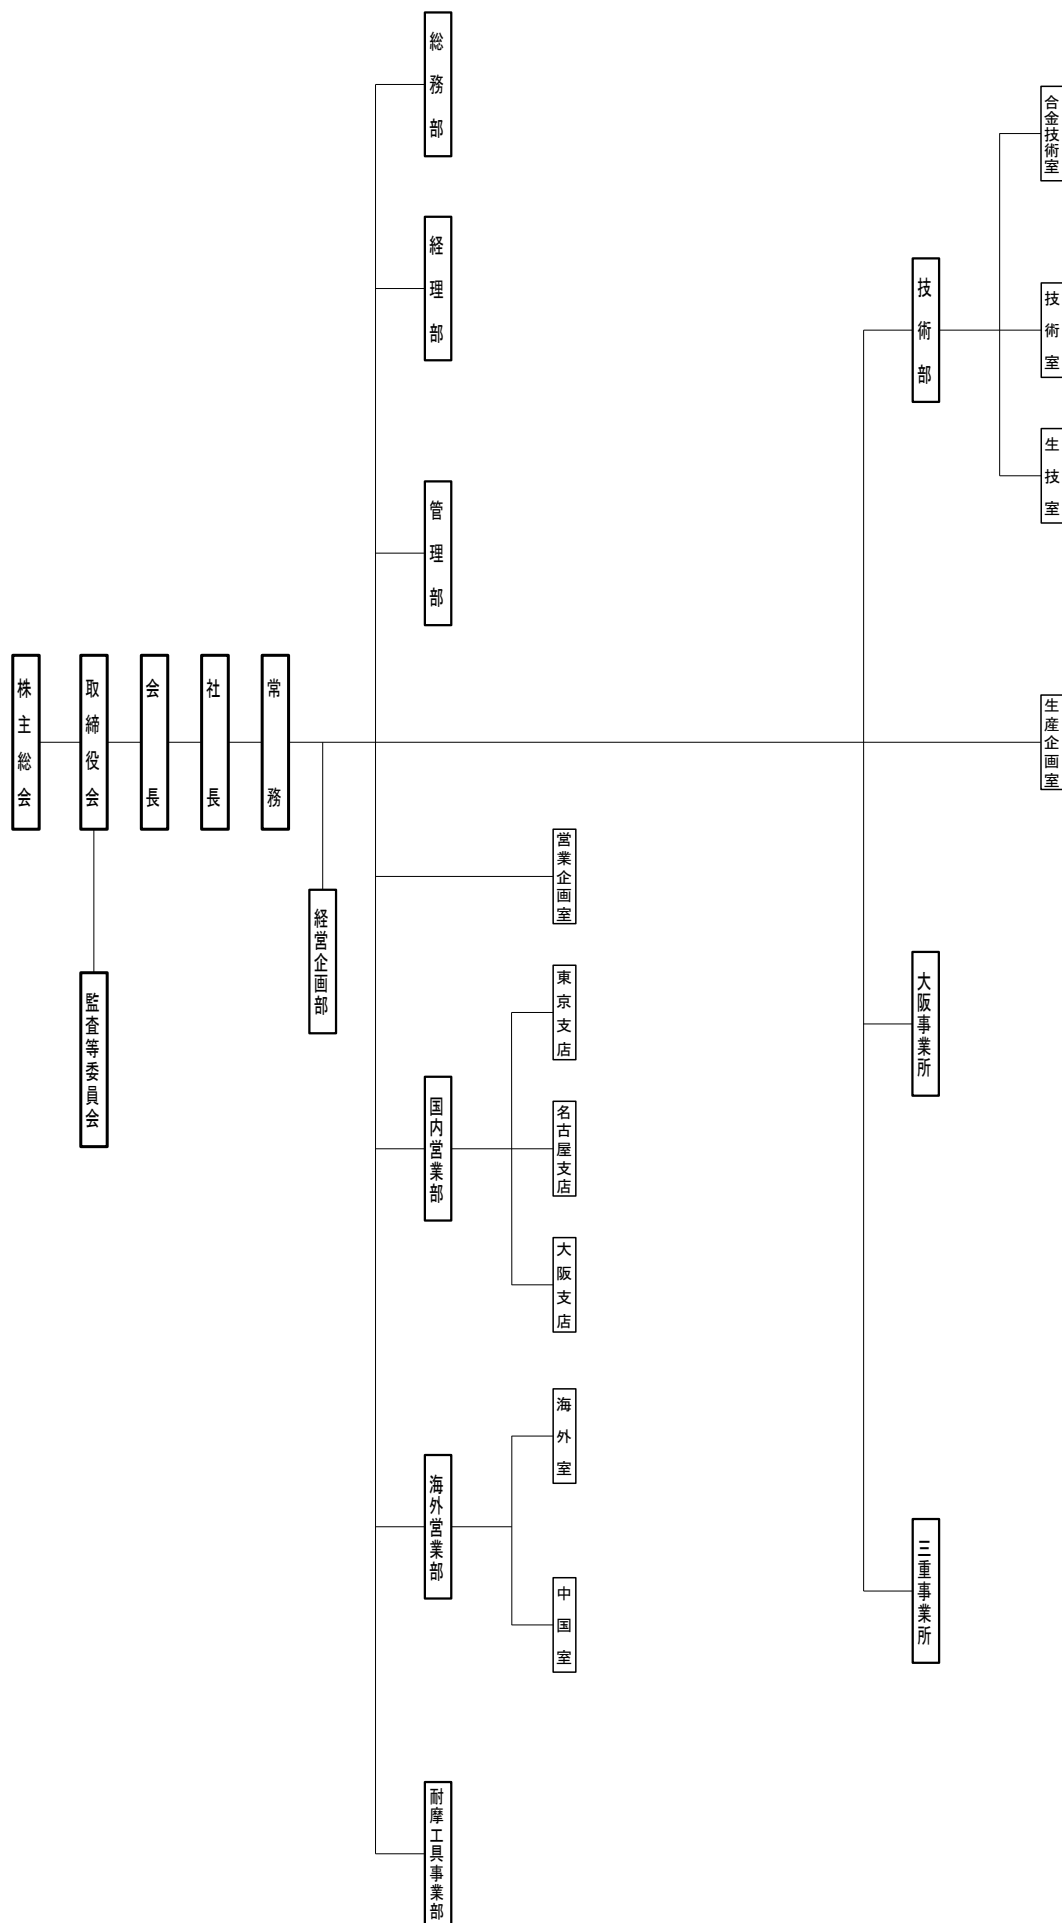 株主総会
取締役会
監査等委員会
会長
社長
常務
経営企画部
総務部
経理部
管理部
営業企画室
国内営業部
東京支店
名古屋支店
大阪支店
海外営業部
海外室
中国室
耐摩工具事業部
技術部
合金技術室
技術室
生技室
生産企画室
大阪事業所
三重事業所